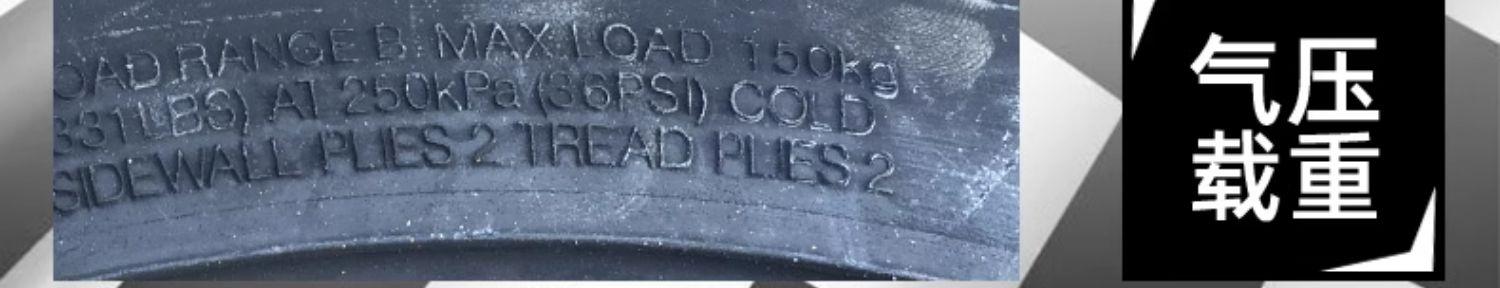 OAD RANGE B MAX LOAD 150kg
331LBS) AT 250kPa (36PSI) COLD
SIDEWALL PLIES 2 TREAD PLIES 2
气压
载重